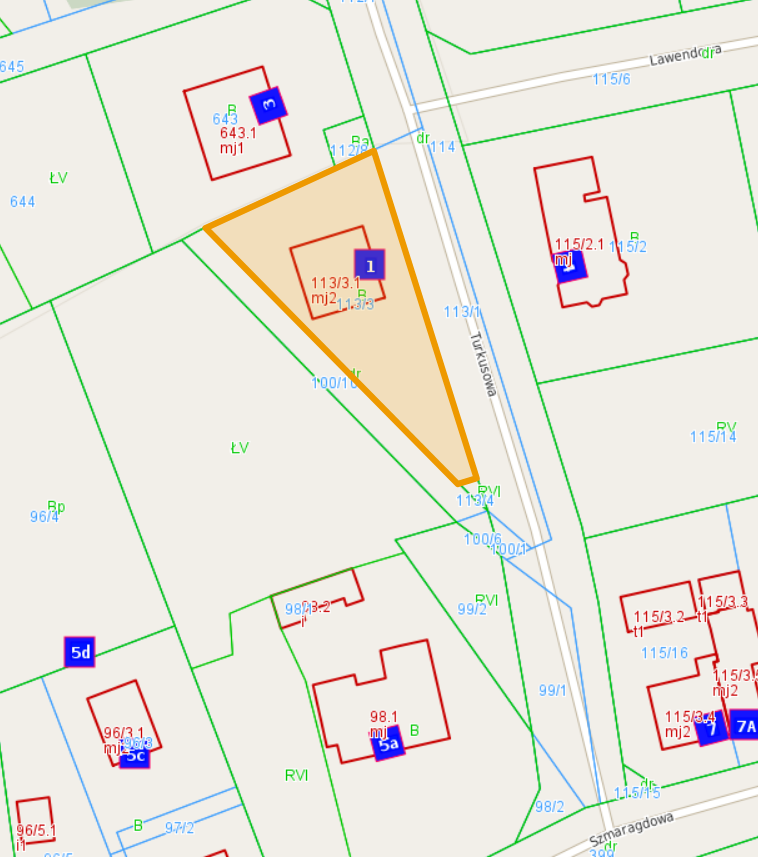 645
Lawendowa
dr
115/6
3
B
643
643.1
mj1
Ba
112/8
dr
114
ŁV
644
B
115/2.1
115/2
mj
1
113/3.1
mj2
B
113/3
113/1
Turkusowa
dr
100/10
ŁV
RV
115/14
Bp
96/4
RVI
113/4
100/6
100/1
RVI
99/2
98/1
115/3.3
t1
115/3.2
t1
115/16
5d
99/1
mj2
98.1
mj
B
5a
115/3.4
mj2
7
7A
96/3.1
96/3
5c
RVI
dr
115/15
98/2
B
97/2
96/5.1
i1
Szmaragdowa
dr
399